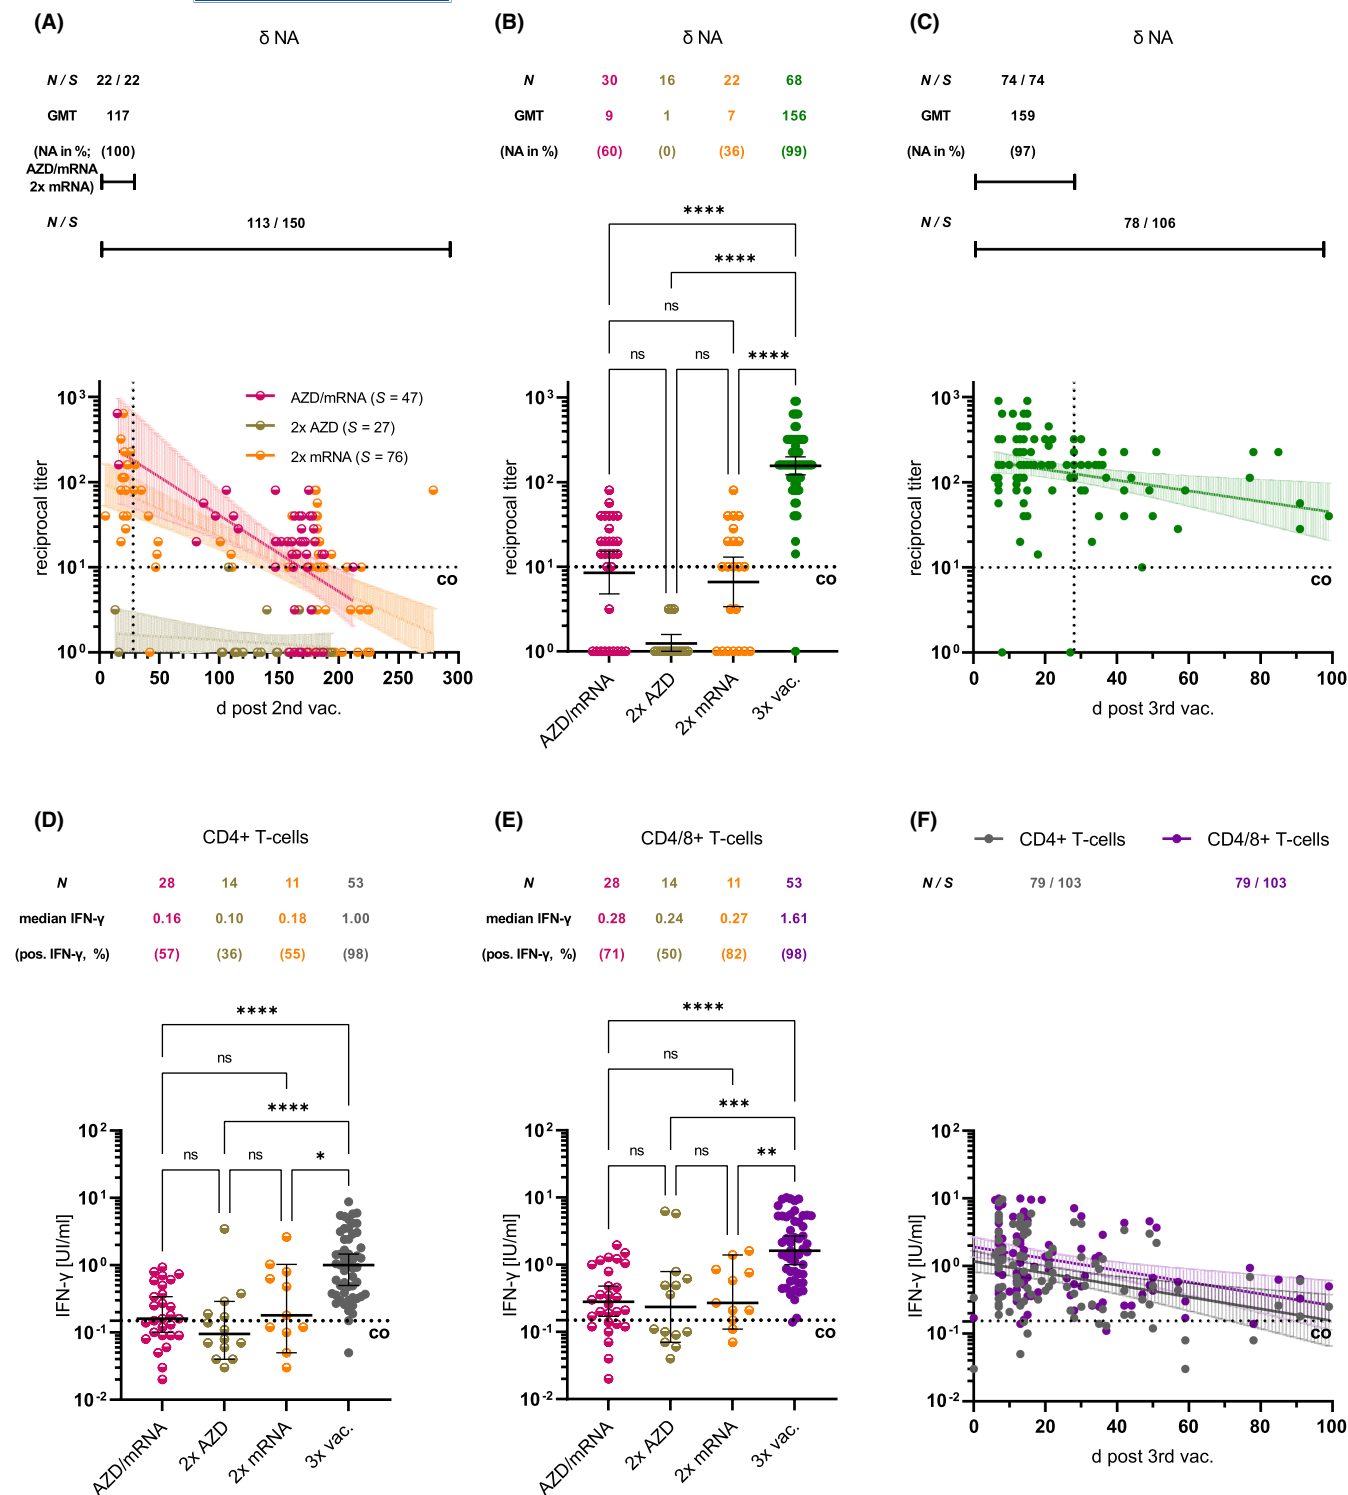 (A)
δ NA
N / S 22 / 22
GMT 117
(NA in %; (100)
AZD/mRNA
2x mRNA)
N / S 113 / 150
reciprocal titer
10³
10²
10¹
10⁰
AZD/mRNA (S = 47)
2x AZD (S = 27)
2x mRNA (S = 76)
co
0 50 100 150 200 250 300
d post 2nd vac.
(B)
δ NA
N 30 16 22 68
GMT 9 1 7 156
(NA in %) (60) (0) (36) (99)
****
****
ns
ns ns ****
reciprocal titer
10³
10²
10¹
10⁰
co
AZD/mRNA 2x AZD 2x mRNA 3x vac.
(C)
δ NA
N / S 74 / 74
GMT 159
(NA in %) (97)
N / S 78 / 106
reciprocal titer
10³
10²
10¹
10⁰
co
0 20 40 60 80 100
d post 3rd vac.
(D)
CD4+ T-cells
N 28 14 11 53
median IFN-γ 0.16 0.10 0.18 1.00
(pos. IFN-γ, %) (57) (36) (55) (98)
****
ns
****
ns ns *
IFN-γ [UI/ml]
10²
10¹
10⁰
10⁻¹
10⁻²
co
AZD/mRNA 2x AZD 2x mRNA 3x vac.
(E)
CD4/8+ T-cells
N 28 14 11 53
median IFN-γ 0.28 0.24 0.27 1.61
(pos. IFN-γ, %) (71) (50) (82) (98)
****
ns
***
ns ns **
IFN-γ [IU/ml]
10²
10¹
10⁰
10⁻¹
10⁻²
co
AZD/mRNA 2x AZD 2x mRNA 3x vac.
(F)
CD4+ T-cells CD4/8+ T-cells
N / S 79 / 103 79 / 103
IFN-γ [IU/ml]
10²
10¹
10⁰
10⁻¹
10⁻²
co
0 20 40 60 80 100
d post 3rd vac.